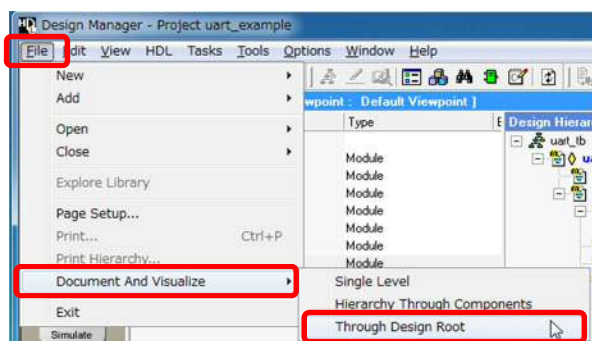 Design Manager - Project uart_example
File Edit View HDL Tasks Tools Options Window Help
New
Add
Open
Close
Explore Library
Page Setup...
Print... Ctrl+P
Print Hierarchy...
Document And Visualize
Exit
Simulate
wpoint : Default Viewpoint ]
Type
Module
Module
Module
Module
Module
Module
Module
Design Hierar
uart_tb
Single Level
Hierarchy Through Components
Through Design Root